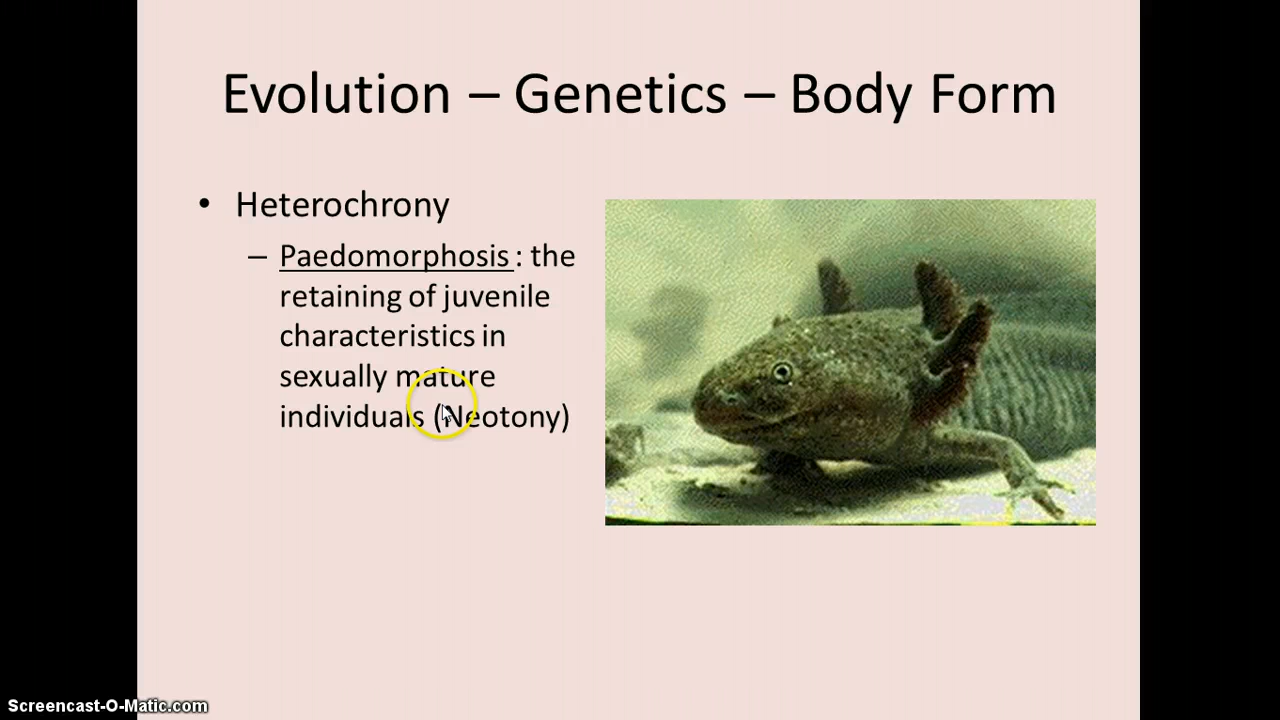 Evolution – Genetics – Body Form
• Heterochrony
– Paedomorphosis : the
retaining of juvenile
characteristics in
sexually mature
individuals (Neotony)
Screencast-O-Matic.com